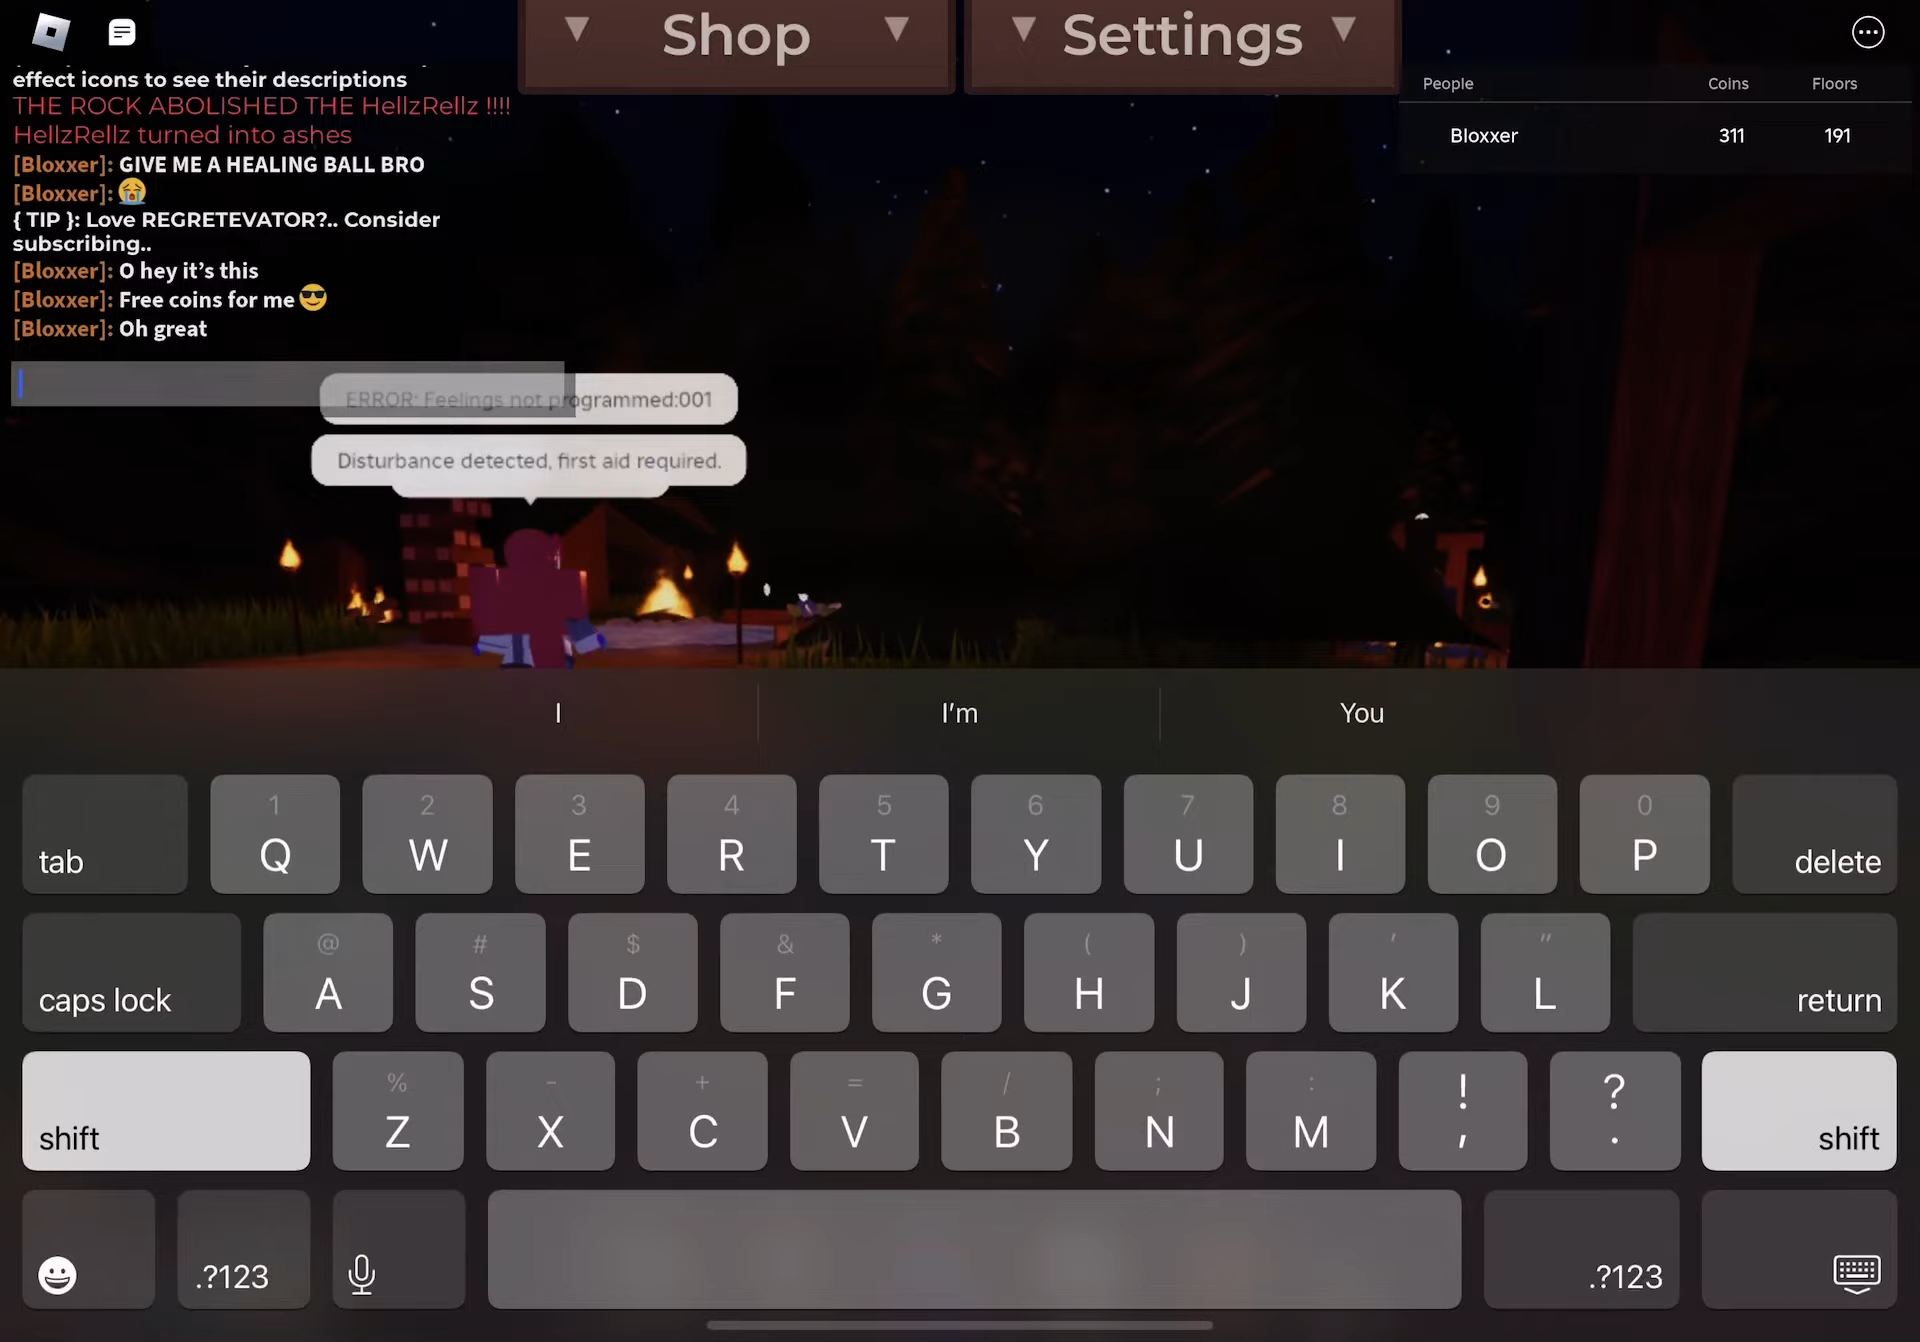 Shop
Settings
effect icons to see their descriptions
THE ROCK ABOLISHED THE HellzRellz !!!!
HellzRellz turned into ashes
[Bloxxer]: GIVE ME A HEALING BALL BRO
[Bloxxer]: 😭
{ TIP }: Love REGRETEVATOR?.. Consider
subscribing..
[Bloxxer]: O hey it’s this
[Bloxxer]: Free coins for me😎
[Bloxxer]: Oh great
People Coins Floors
Bloxxer 311 191
ERROR: Feelings not programmed:001
Disturbance detected, first aid required.
I I’m You
1 2 3 4 5 6 7 8 9 0
tab Q W E R T Y U I O P delete
@ # $ & * ( ) ' "
caps lock A S D F G H J K L return
% - + = / ; : ! ?
shift Z X C V B N M , . shift
.?123 .?123